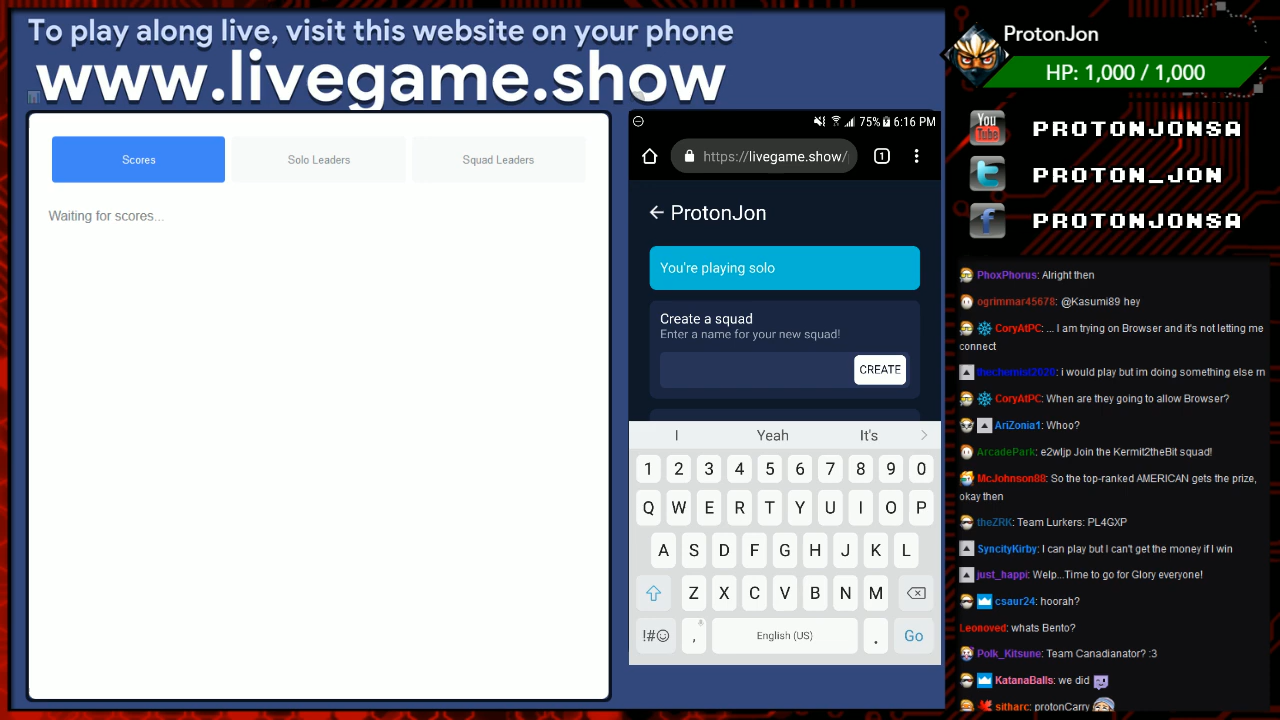 To play along live, visit this website on your phone
www.livegame.show
Scores
Solo Leaders
Squad Leaders
Waiting for scores...
75% 6:16 PM
https://livegame.show/
1
ProtonJon
You're playing solo
Create a squad
Enter a name for your new squad!
CREATE
I Yeah It's
1 2 3 4 5 6 7 8 9 0
Q W E R T Y U I O P
A S D F G H J K L
Z X C V B N M
!#☺ , English (US) . Go
ProtonJon
HP: 1,000 / 1,000
You Tube PROTONJONSA
PROTON_JON
PROTONJONSA
PhoxPhorus: Alright then
ogrimmar45678: @Kasumi89 hey
CoryAtPC: ... I am trying on Browser and it's not letting me
connect
thechemist2020: i would play but im doing something else rn
CoryAtPC: When are they going to allow Browser?
AriZonia1: Whoo?
ArcadePark: e2wljp Join the Kermit2theBit squad!
McJohnson88: So the top-ranked AMERICAN gets the prize,
okay then
theZRK: Team Lurkers: PL4GXP
SyncityKirby: I can play but I can't get the money if I win
just_happi: Welp...Time to go for Glory everyone!
csaur24: hoorah?
Leonoved: whats Bento?
Polk_Kitsune: Team Canadianator? :3
KatanaBalls: we did
sitharc: protonCarry